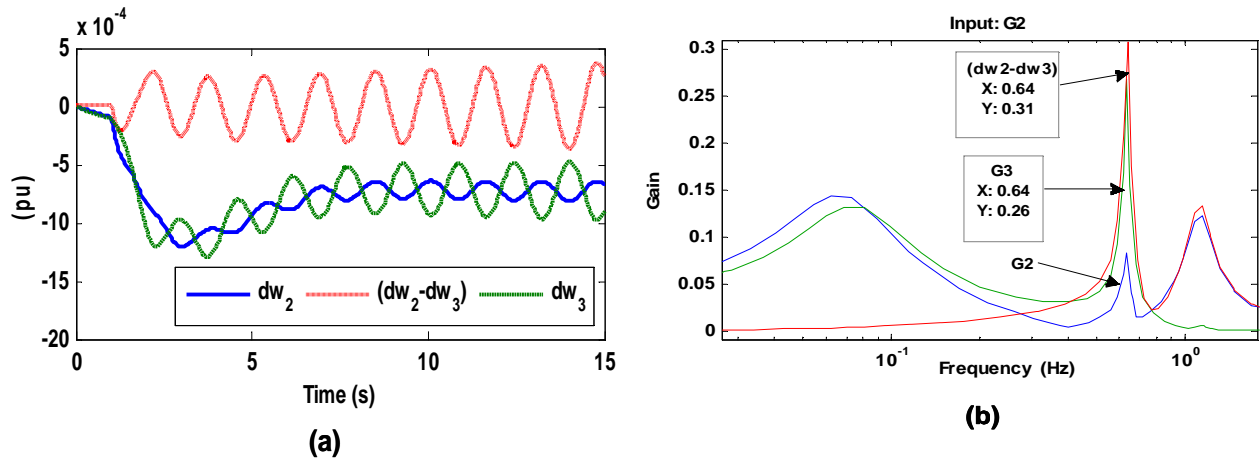 x 10⁻⁴
5
0
-5
-10
-15
-20
(pu)
0
5
10
15
Time (s)
dw₂
(dw₂-dw₃)
dw₃
(a)
Input: G2
0.3
0.25
0.2
0.15
0.1
0.05
0
Gain
(dw2-dw3)
X: 0.64
Y: 0.31
G3
X: 0.64
Y: 0.26
G2
10⁻¹
10⁰
Frequency (Hz)
(b)